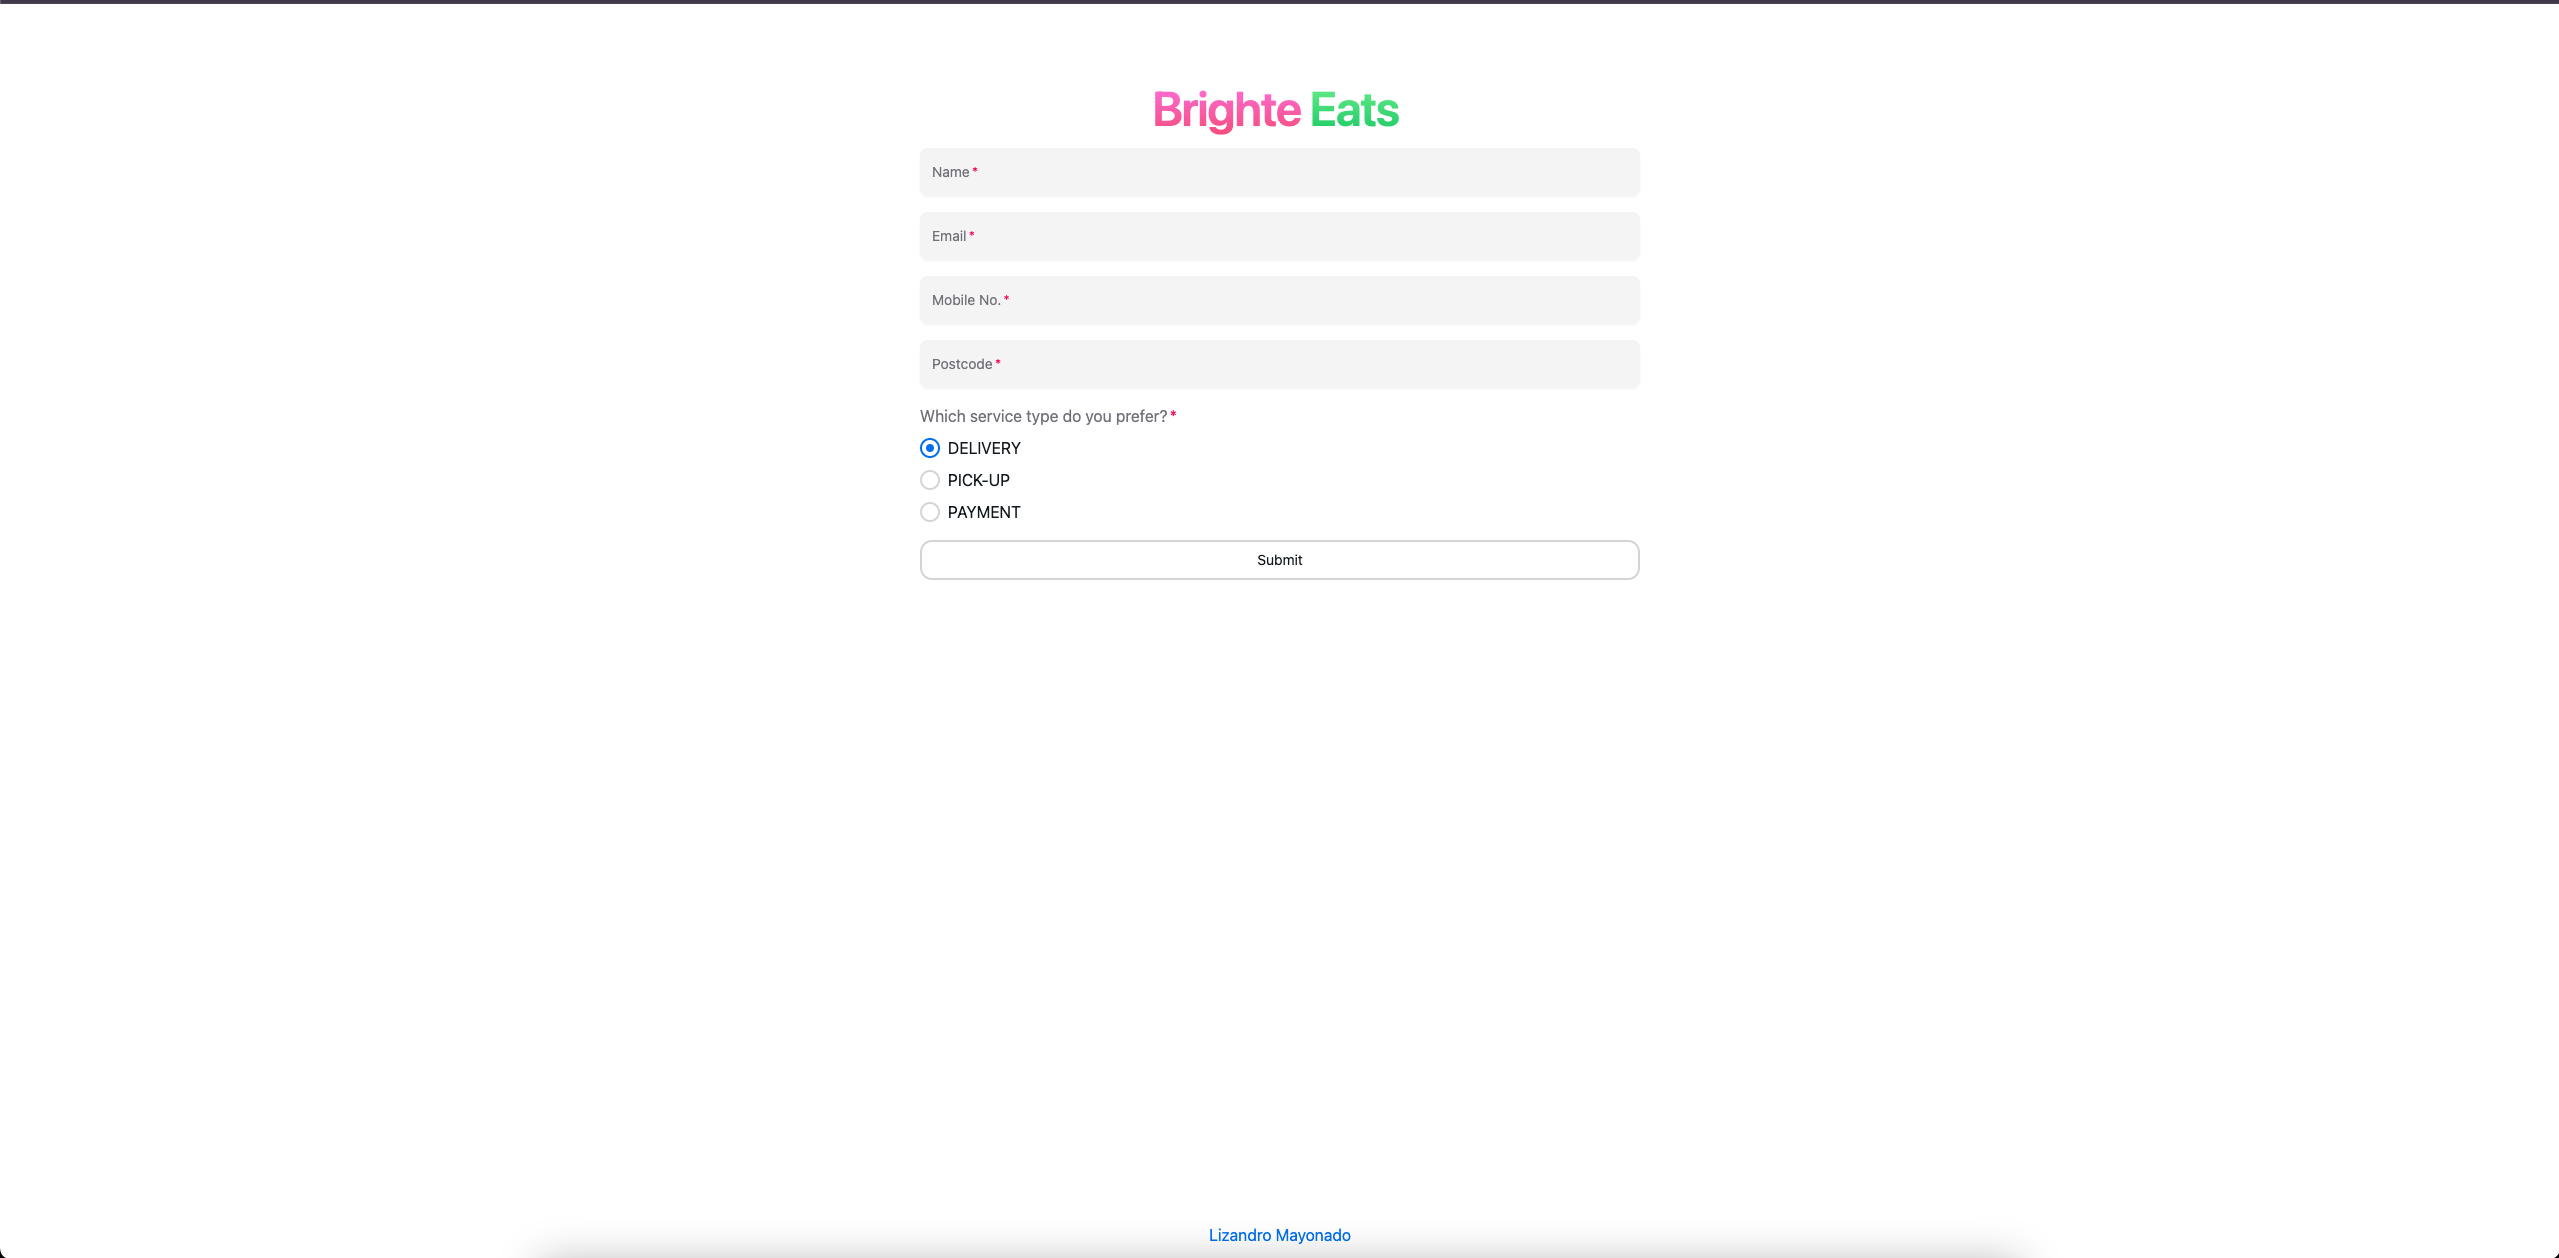 Brighte Eats
Name*
Email*
Mobile No.*
Postcode*
Which service type do you prefer?*
DELIVERY
PICK-UP
PAYMENT
Submit
Lizandro Mayonado